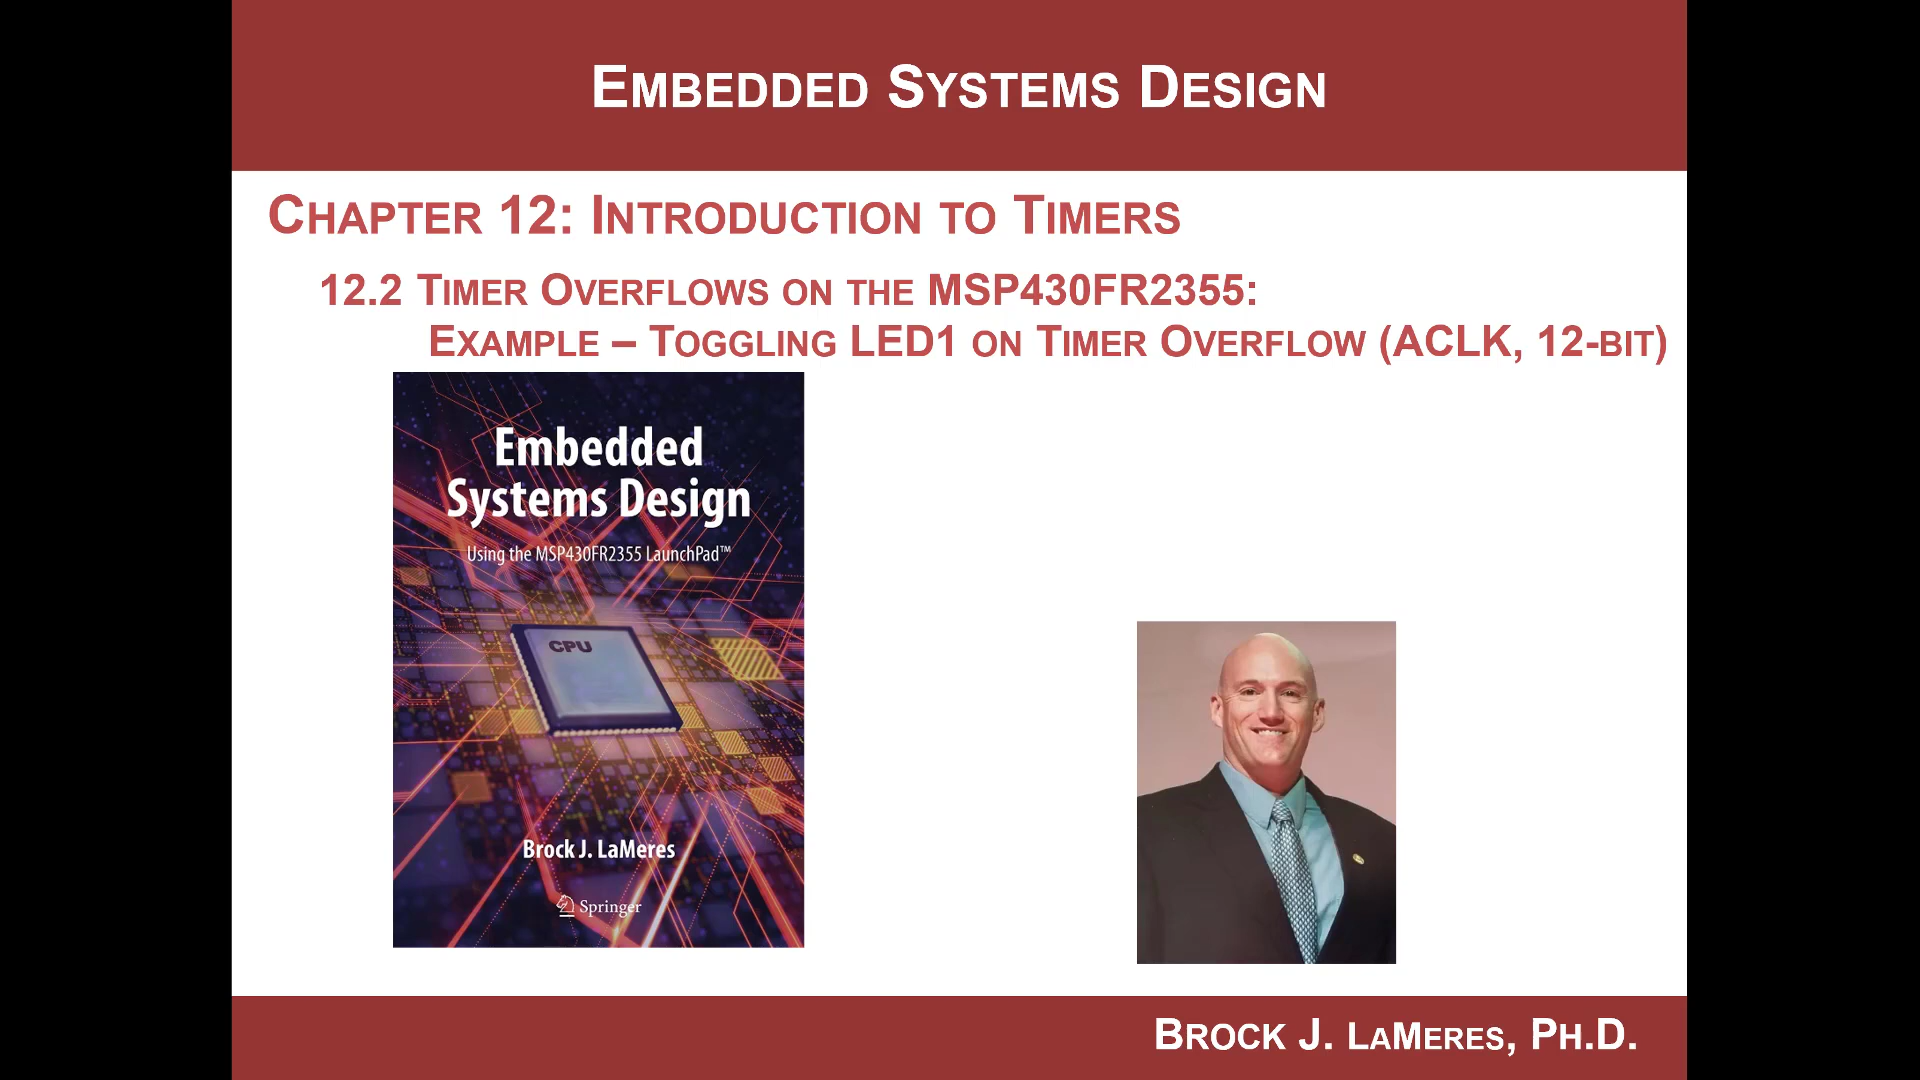 EMBEDDED SYSTEMS DESIGN
CHAPTER 12: INTRODUCTION TO TIMERS
12.2 TIMER OVERFLOWS ON THE MSP430FR2355:
EXAMPLE – TOGGLING LED1 ON TIMER OVERFLOW (ACLK, 12-BIT)
Embedded
Systems Design
Using the MSP430FR2355 LaunchPad™
CPU
Brock J. LaMeres
Springer
BROCK J. LAMERES, PH.D.